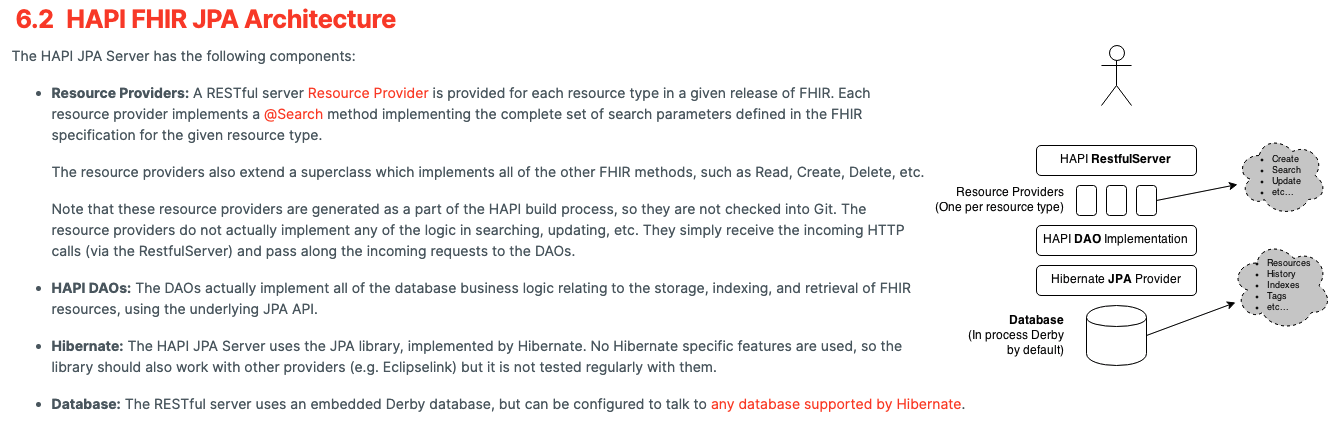 6.2 HAPI FHIR JPA Architecture
The HAPI JPA Server has the following components:
• Resource Providers: A RESTful server Resource Provider is provided for each resource type in a given release of FHIR. Each
resource provider implements a @Search method implementing the complete set of search parameters defined in the FHIR
specification for the given resource type.
The resource providers also extend a superclass which implements all of the other FHIR methods, such as Read, Create, Delete, etc.
Note that these resource providers are generated as a part of the HAPI build process, so they are not checked into Git. The
resource providers do not actually implement any of the logic in searching, updating, etc. They simply receive the incoming HTTP
calls (via the RestfulServer) and pass along the incoming requests to the DAOs.
• HAPI DAOs: The DAOs actually implement all of the database business logic relating to the storage, indexing, and retrieval of FHIR
resources, using the underlying JPA API.
• Hibernate: The HAPI JPA Server uses the JPA library, implemented by Hibernate. No Hibernate specific features are used, so the
library should also work with other providers (e.g. Eclipselink) but it is not tested regularly with them.
• Database: The RESTful server uses an embedded Derby database, but can be configured to talk to any database supported by Hibernate.
HAPI RestfulServer
Resource Providers
(One per resource type)
• Create
• Search
• Update
• etc...
HAPI DAO Implementation
Hibernate JPA Provider
Database
(In process Derby
by default)
• Resources
• History
• Indexes
• Tags
• etc...